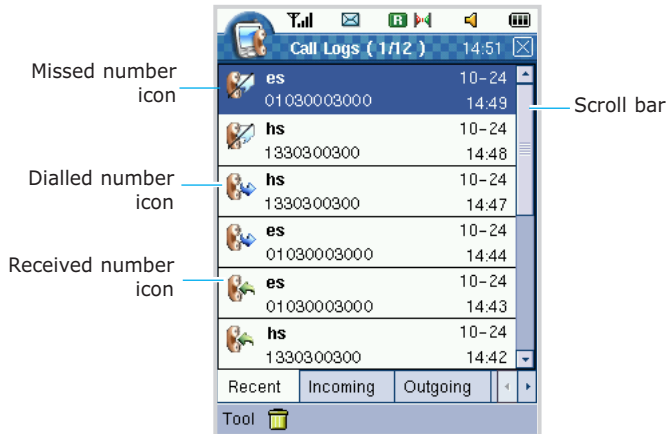 R
Call Logs ( 1/12 ) 14:51
Missed number
icon
es 10-24
01030003000 14:49
Scroll bar
hs 10-24
1330300300 14:48
Dialled number
icon
hs 10-24
1330300300 14:47
es 10-24
01030003000 14:44
Received number
icon
es 10-24
01030003000 14:43
hs 10-24
1330300300 14:42
Recent Incoming Outgoing
Tool